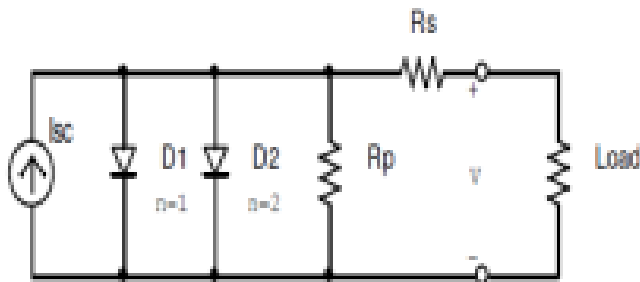 Rs
+
Isc
D1
D2
Rp
V
Load
n=1
n=2
-